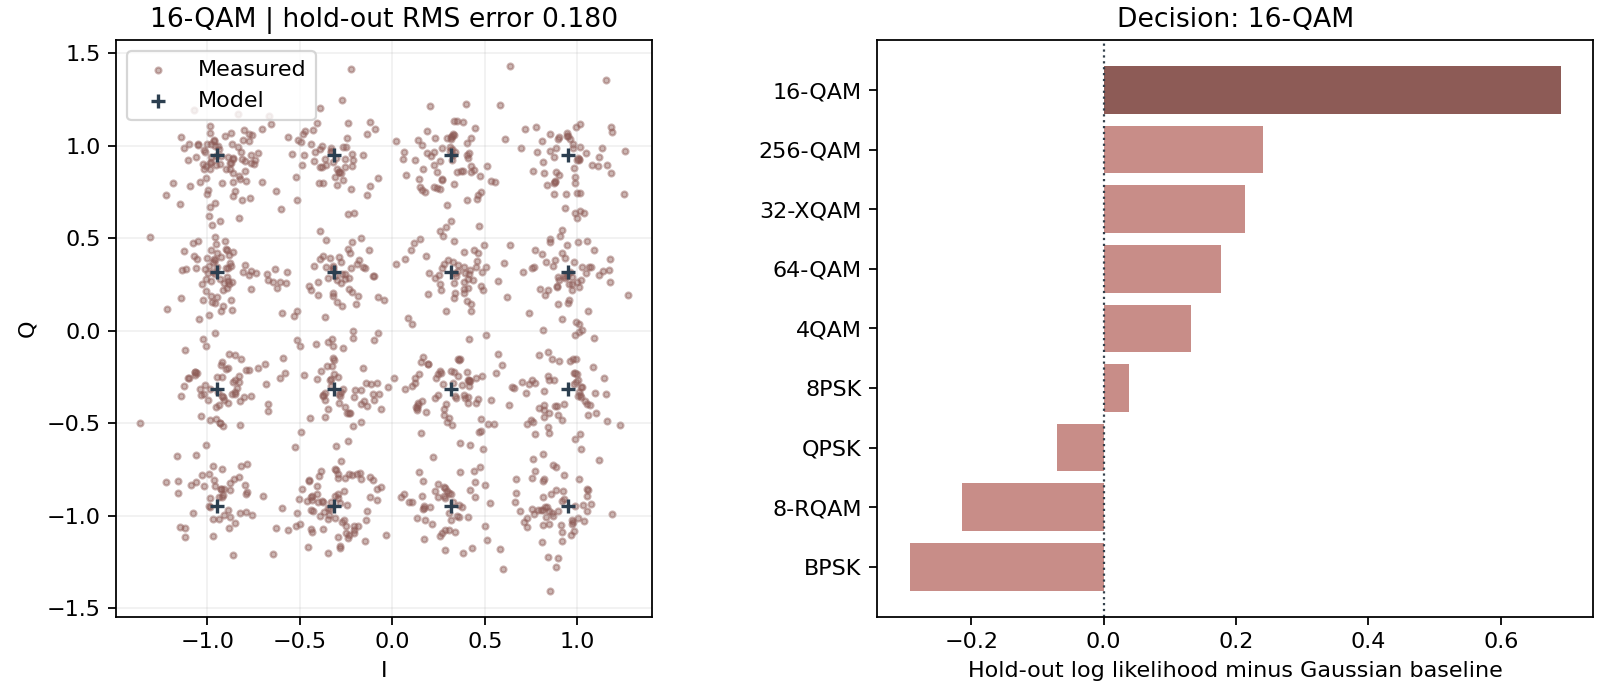 16-QAM | hold-out RMS error 0.180
Measured
Model
1.5
1.0
0.5
0.0
−0.5
−1.0
−1.5
Q
−1.0
−0.5
0.0
0.5
1.0
I
Decision: 16-QAM
16-QAM
256-QAM
32-XQAM
64-QAM
4QAM
8PSK
QPSK
8-RQAM
BPSK
−0.2
0.0
0.2
0.4
0.6
Hold-out log likelihood minus Gaussian baseline